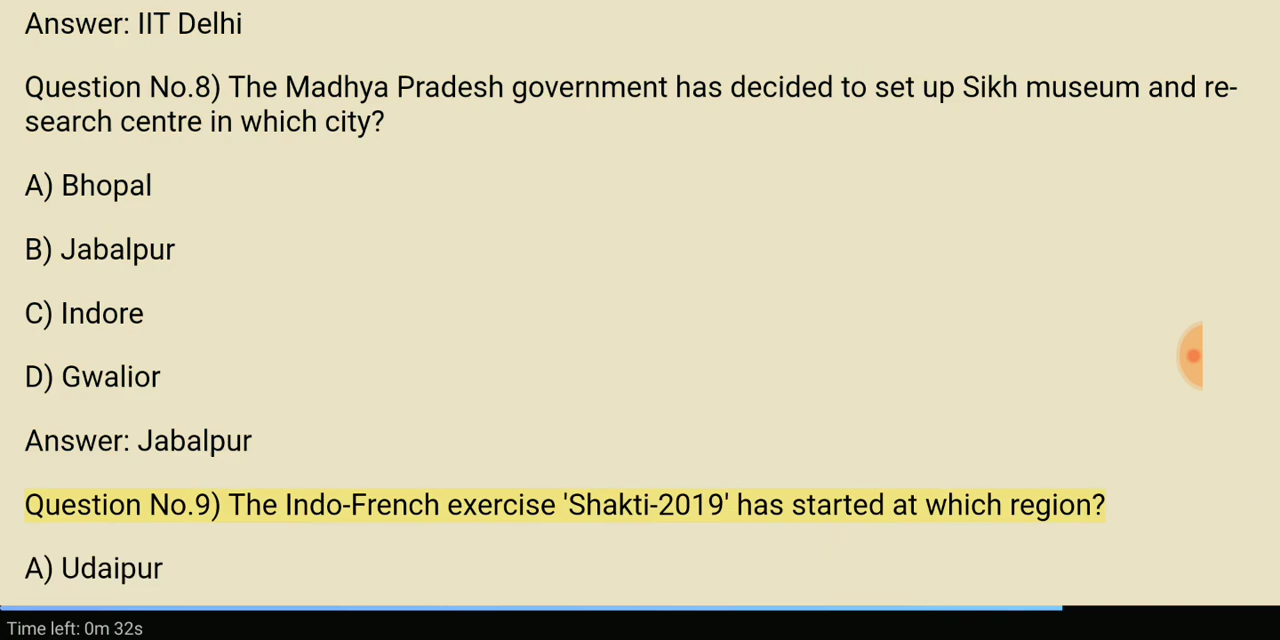 Answer: IIT Delhi
Question No.8) The Madhya Pradesh government has decided to set up Sikh museum and re-
search centre in which city?
A) Bhopal
B) Jabalpur
C) Indore
D) Gwalior
Answer: Jabalpur
Question No.9) The Indo-French exercise 'Shakti-2019' has started at which region?
A) Udaipur
Time left: 0m 32s